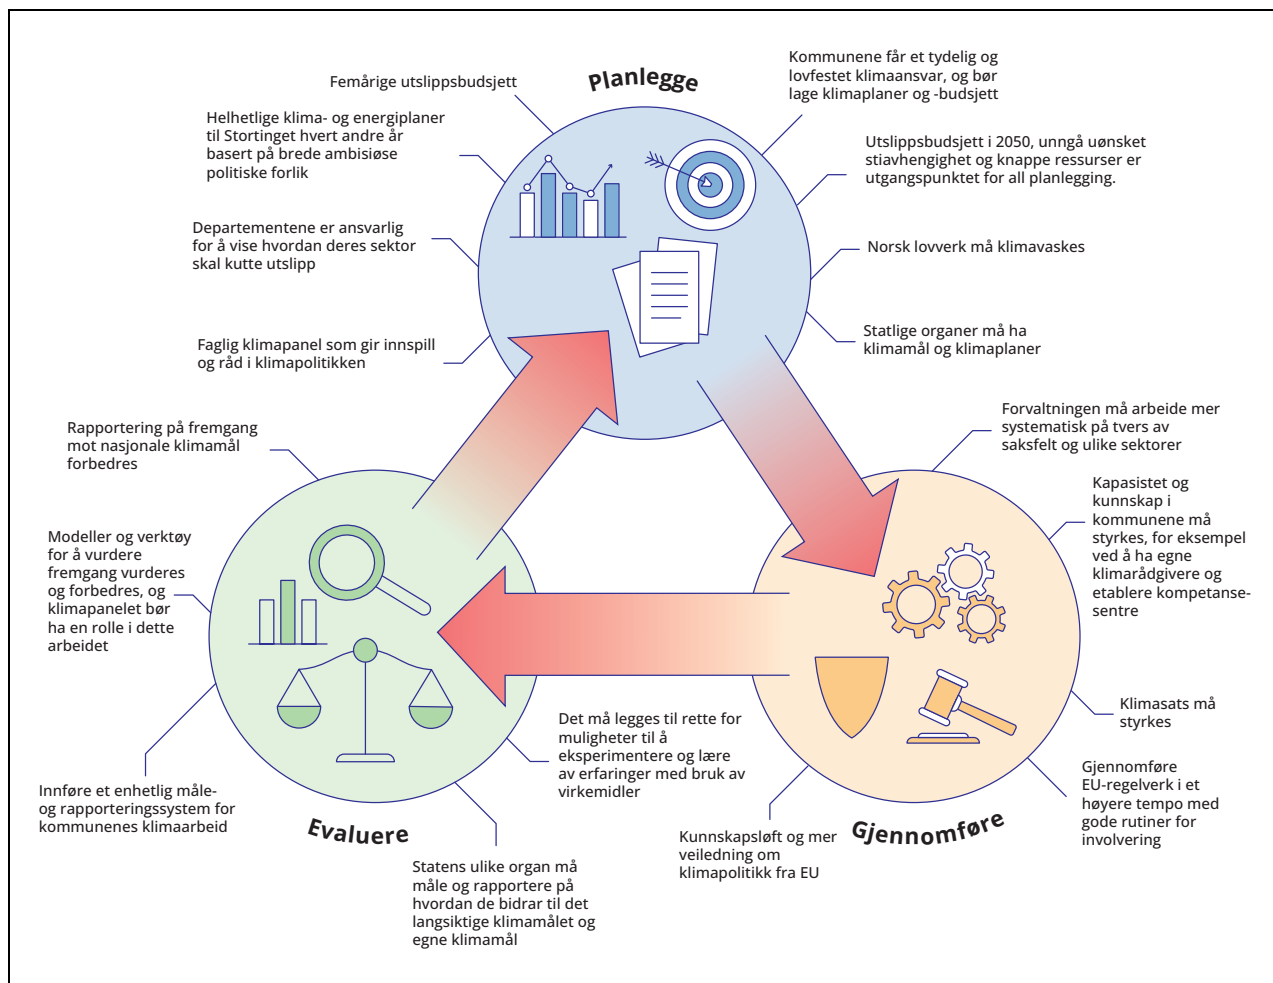 Planlegge
Femårige utslippsbudsjett
Helhetlige klima- og energiplaner
til Stortinget hvert andre år
basert på brede ambisiøse
politiske forlik
Departementene er ansvarlig
for å vise hvordan deres sektor
skal kutte utslipp
Faglig klimapanel som gir innspill
og råd i klimapolitikken
Kommunene får et tydelig og
lovfestet klimaansvar, og bør
lage klimaplaner og -budsjett
Utslippsbudsjett i 2050, unngå uønsket
stiavhengighet og knappe ressurser er
utgangspunktet for all planlegging.
Norsk lovverk må klimavaskes
Statlige organer må ha
klimamål og klimaplaner
Forvaltningen må arbeide mer
systematisk på tvers av
saksfelt og ulike sektorer
Kapasistet og
kunnskap i
kommunene må
styrkes, for eksempel
ved å ha egne
klimarådgivere og
etablere kompetanse-
sentre
Klimasats må
styrkes
Gjennomføre
EU-regelverk i et
høyere tempo med
gode rutiner for
involvering
Kunnskapsløft og mer
veiledning om
klimapolitikk fra EU
Gjennomføre
Rapportering på fremgang
mot nasjonale klimamål
forbedres
Modeller og verktøy
for å vurdere
fremgang vurderes
og forbedres, og
klimapanelet bør
ha en rolle i dette
arbeidet
Innføre et enhetlig måle-
og rapporteringssystem for
kommunenes klimaarbeid
Evaluere
Det må legges til rette for
muligheter til å
eksperimentere og lære
av erfaringer med bruk av
virkemidler
Statens ulike organ må
måle og rapportere på
hvordan de bidrar til det
langsiktige klimamålet og
egne klimamål